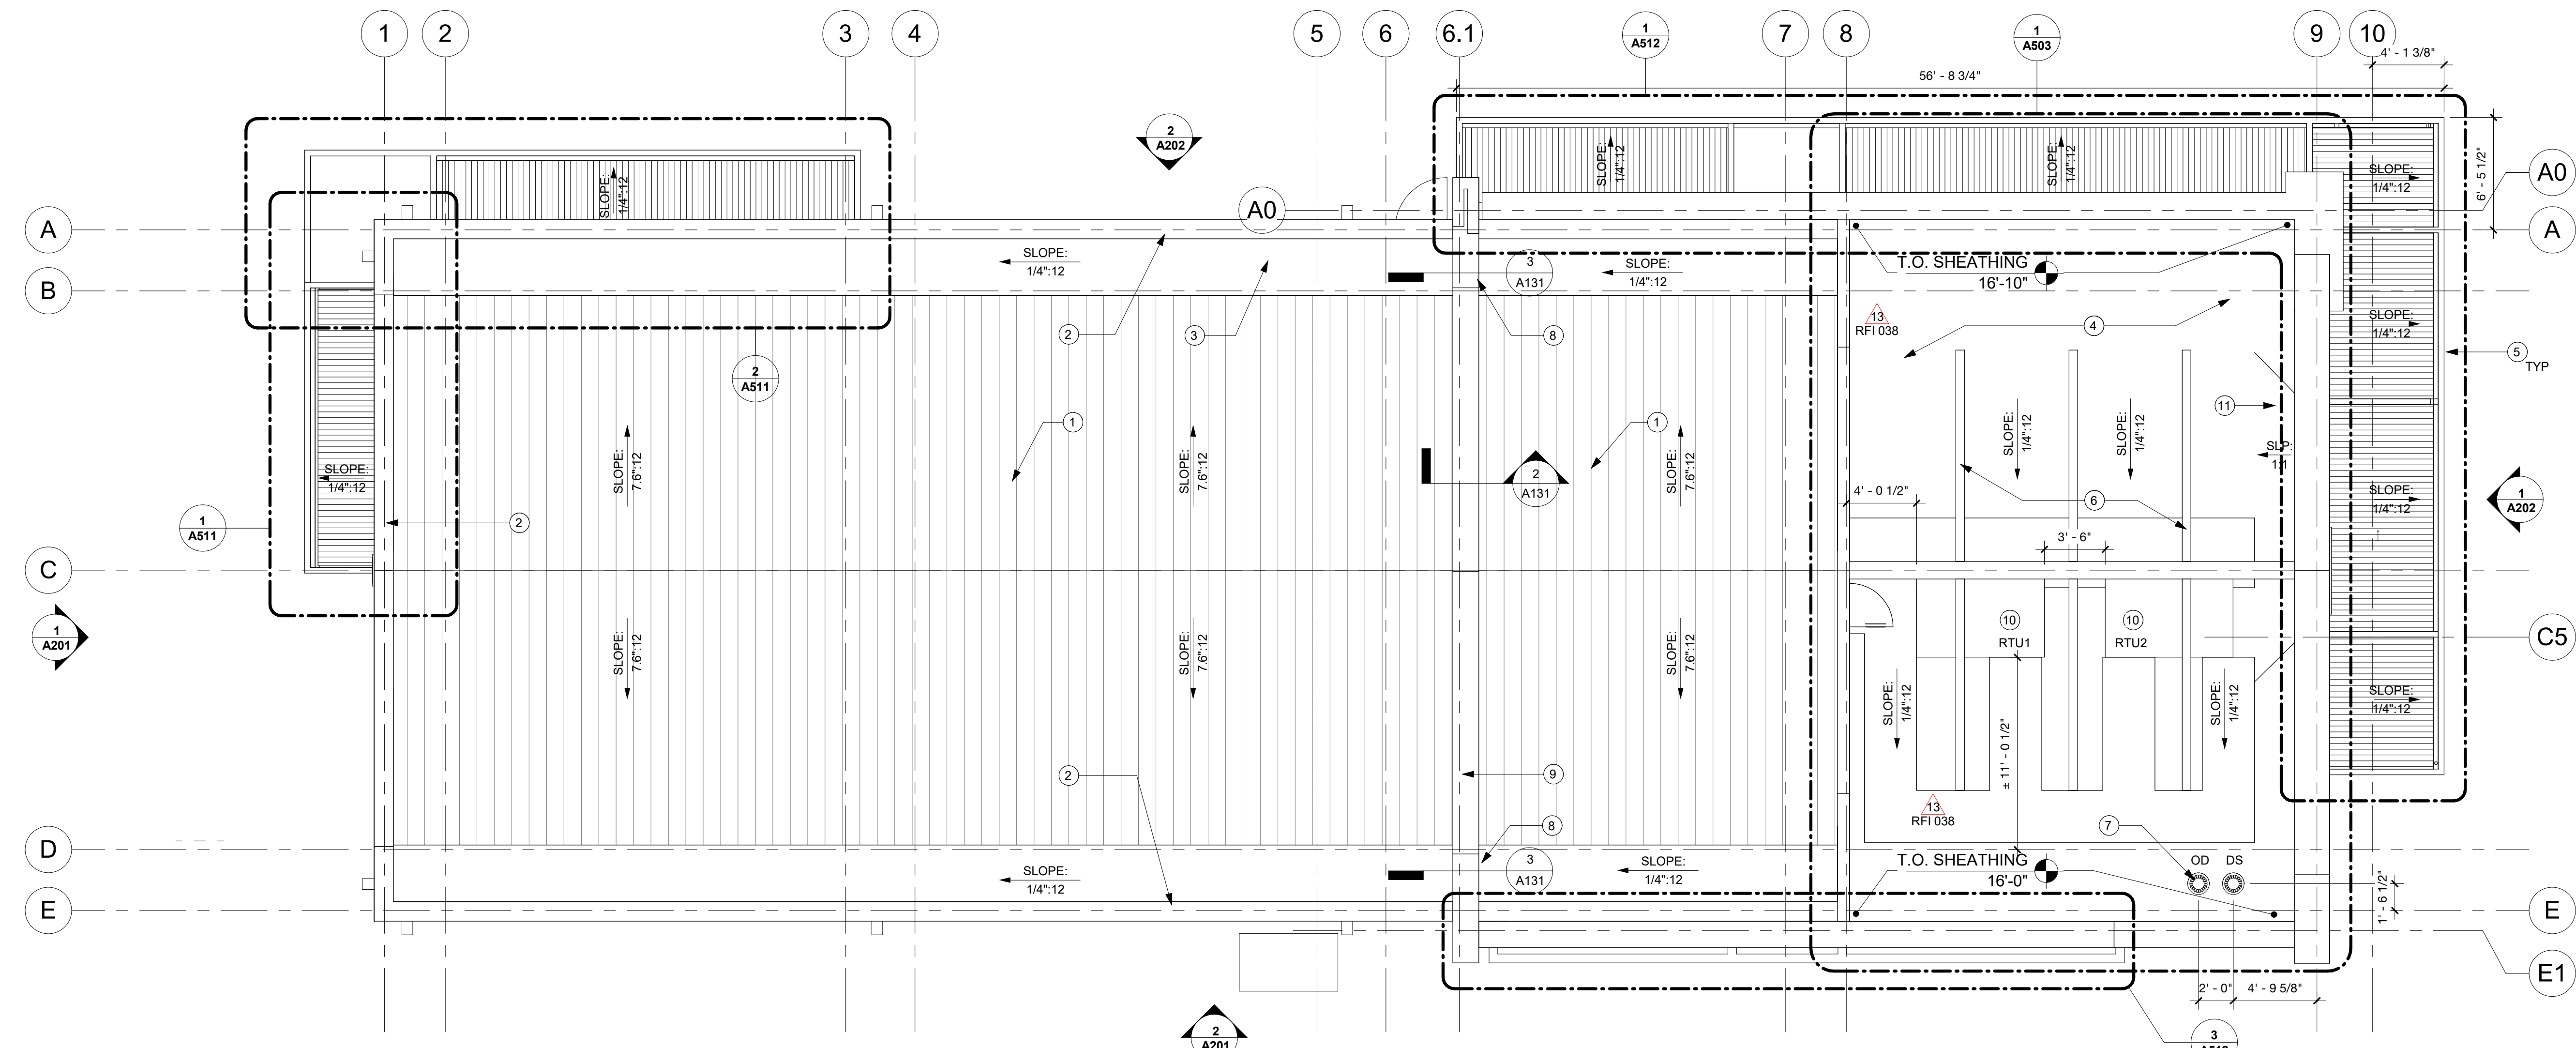 1
2
3
4
5
6
6.1
7
8
9
10
1
A512
1
A503
4' - 1 3/8"
56' - 8 3/4"
2
A202
6' - 5 1/2"
SLOPE:
1/4":12
SLOPE:
1/4":12
SLOPE:
1/4":12
SLOPE:
1/4":12
A0
A0
A
A
SLOPE:
1/4":12
3
A131
SLOPE:
1/4":12
T.O. SHEATHING
16'-10"
B
13
RFI 038
4
SLOPE:
1/4":12
2
3
8
5
TYP
2
A511
11
1
1
SLOPE:
7.6":12
SLOPE:
7.6":12
SLOPE:
7.6":12
SLOPE:
1/4":12
SLOPE:
1/4":12
SLP:
1:1
SLOPE:
1/4":12
2
A131
4' - 0 1/2"
6
SLOPE:
1/4":12
1
A202
1
A511
2
3' - 6"
C
1
A201
10
RTU1
10
RTU2
C5
SLOPE:
7.6":12
SLOPE:
7.6":12
SLOPE:
7.6":12
SLOPE:
1/4":12
SLOPE:
1/4":12
SLOPE:
1/4":12
± 11' - 0 1/2"
2
9
13
RFI 038
8
7
D
SLOPE:
1/4":12
3
A131
SLOPE:
1/4":12
T.O. SHEATHING
16'-0"
OD
DS
1' - 6 1/2"
E
E
E1
2' - 0"
4' - 9 5/8"
2
A201
3